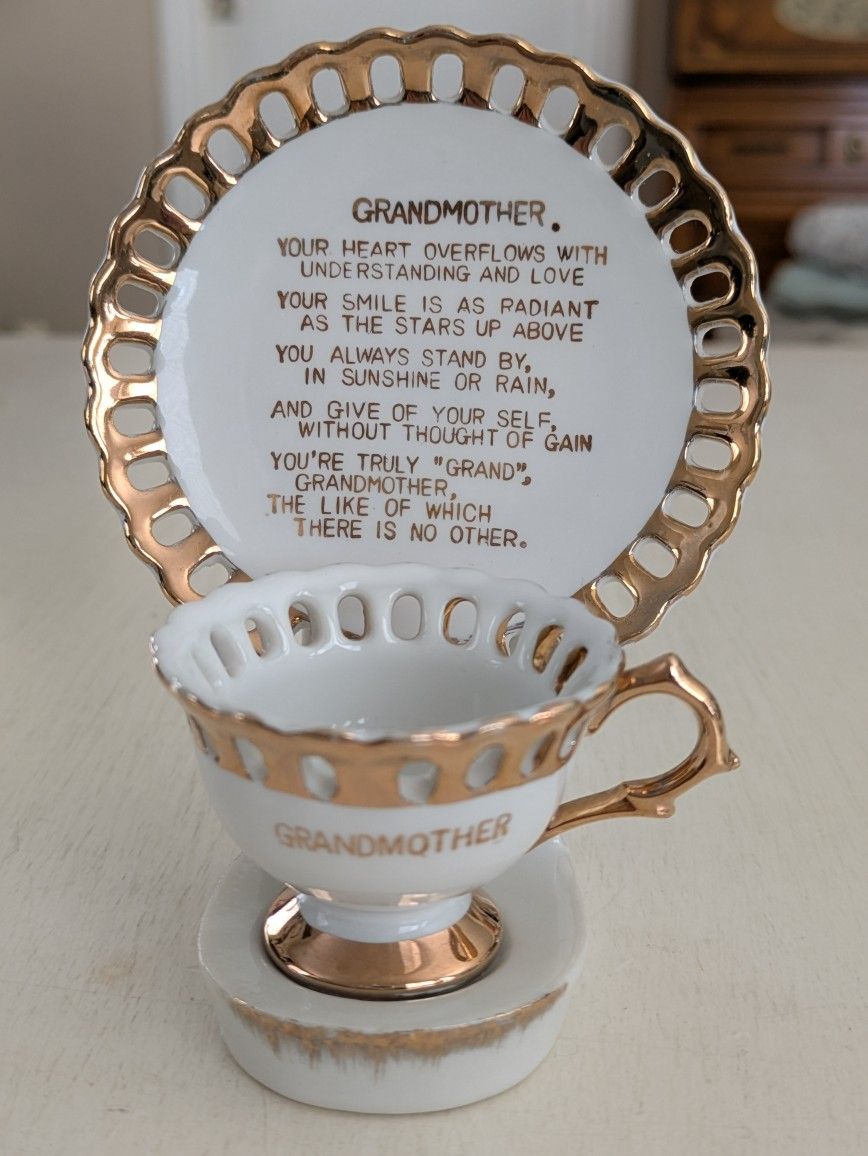 GRANDMOTHER.
YOUR HEART OVERFLOWS WITH
UNDERSTANDING AND LOVE
YOUR SMILE IS AS RADIANT
AS THE STARS UP ABOVE
YOU ALWAYS STAND BY,
IN SUNSHINE OR RAIN,
AND GIVE OF YOUR SELF,
WITHOUT THOUGHT OF GAIN
YOU'RE TRULY "GRAND",
GRANDMOTHER,
THE LIKE OF WHICH
THERE IS NO OTHER.
GRANDMOTHER